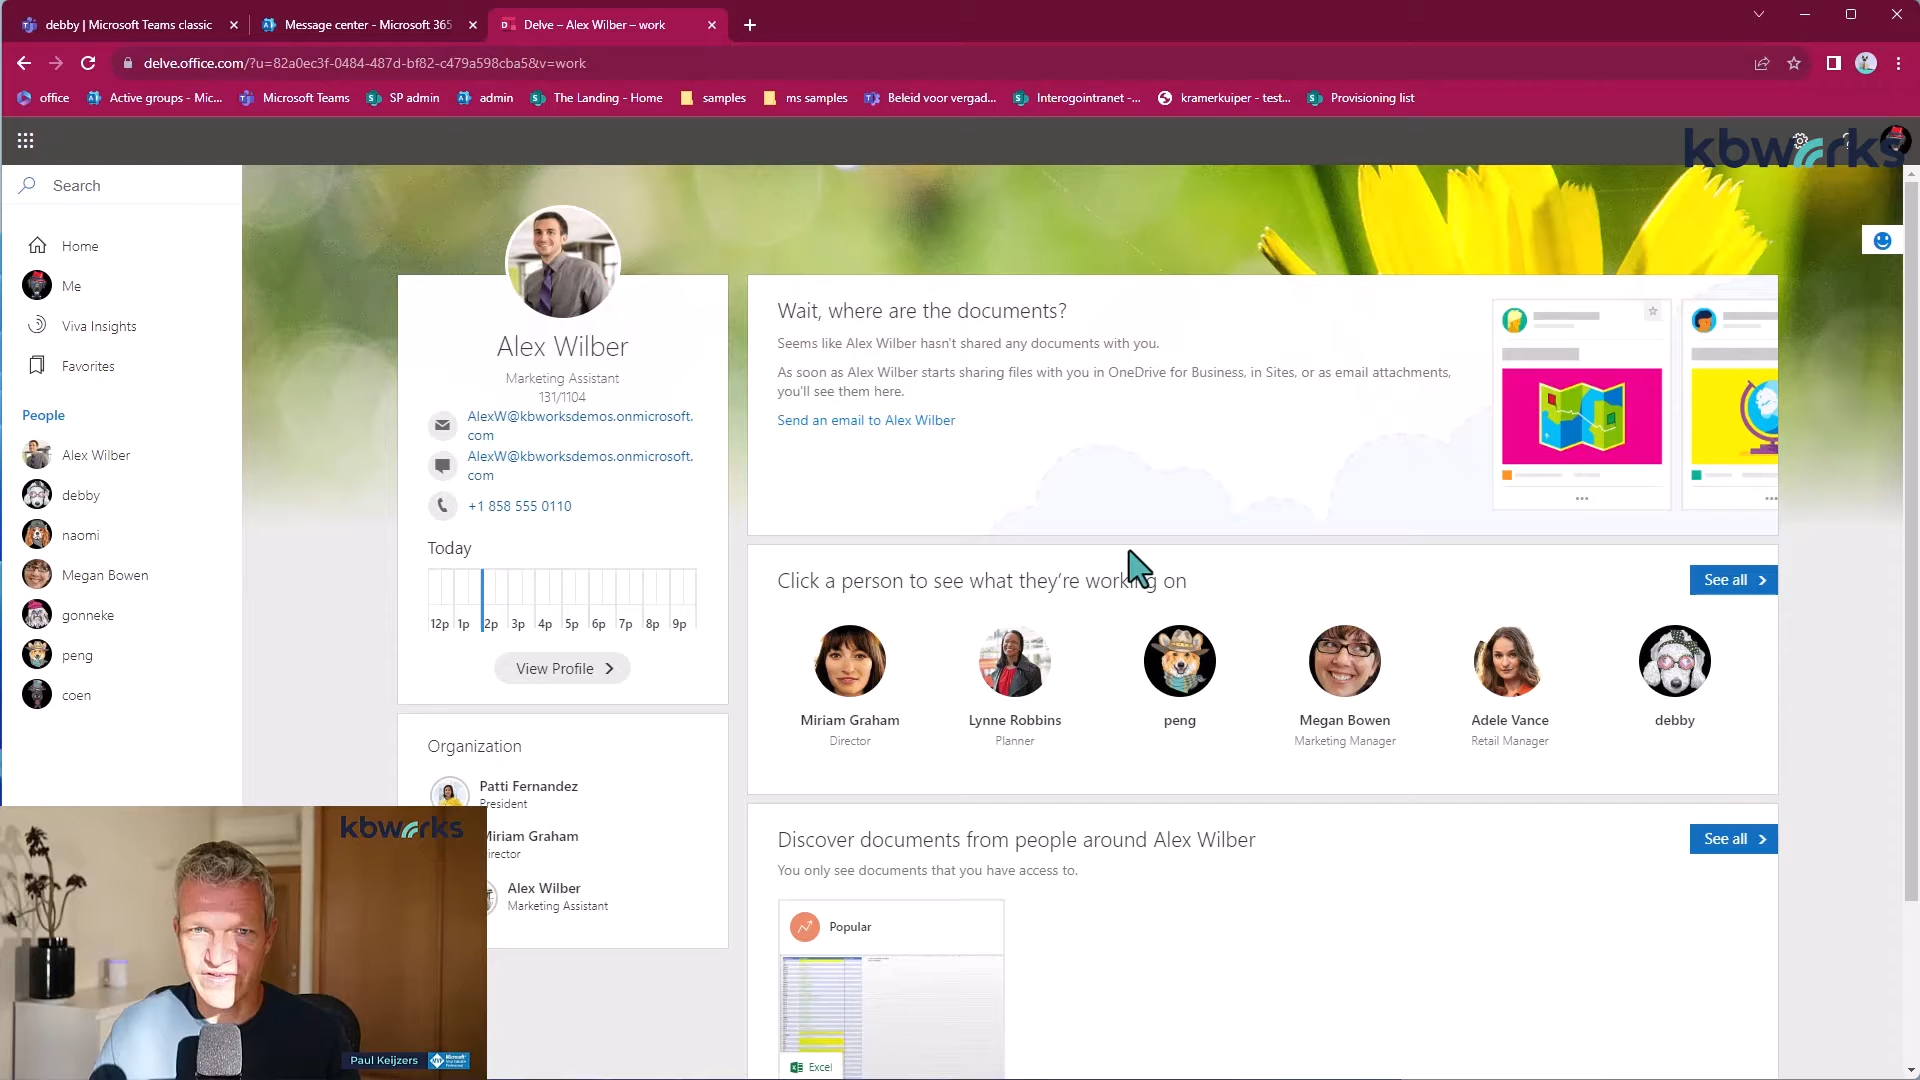 debby | Microsoft Teams classic
Message center - Microsoft 365
Delve – Alex Wilber – work
delve.office.com/?u=82a0ec3f-0484-487d-bf82-c479a598cba5&v=work
office
Active groups - Mic...
Microsoft Teams
SP admin
admin
The Landing - Home
samples
ms samples
Beleid voor vergad...
Interogointranet -...
kramerkuiper - test...
Provisioning list
kbworks
Search
Home
Me
Viva Insights
Favorites
People
Alex Wilber
debby
naomi
Megan Bowen
gonneke
peng
coen
Alex Wilber
Marketing Assistant
131/1104
AlexW@kbworksdemos.onmicrosoft.
com
AlexW@kbworksdemos.onmicrosoft.
com
+1 858 555 0110
Today
12p 1p 2p 3p 4p 5p 6p 7p 8p 9p
View Profile
Organization
Patti Fernandez
President
Miriam Graham
irector
Alex Wilber
Marketing Assistant
Wait, where are the documents?
Seems like Alex Wilber hasn't shared any documents with you.
As soon as Alex Wilber starts sharing files with you in OneDrive for Business, in Sites, or as email attachments,
you'll see them here.
Send an email to Alex Wilber
Click a person to see what they're working on
See all
Miriam Graham
Director
Lynne Robbins
Planner
peng
Megan Bowen
Marketing Manager
Adele Vance
Retail Manager
debby
Discover documents from people around Alex Wilber
See all
You only see documents that you have access to.
Popular
Excel
kbworks
Paul Keijzers